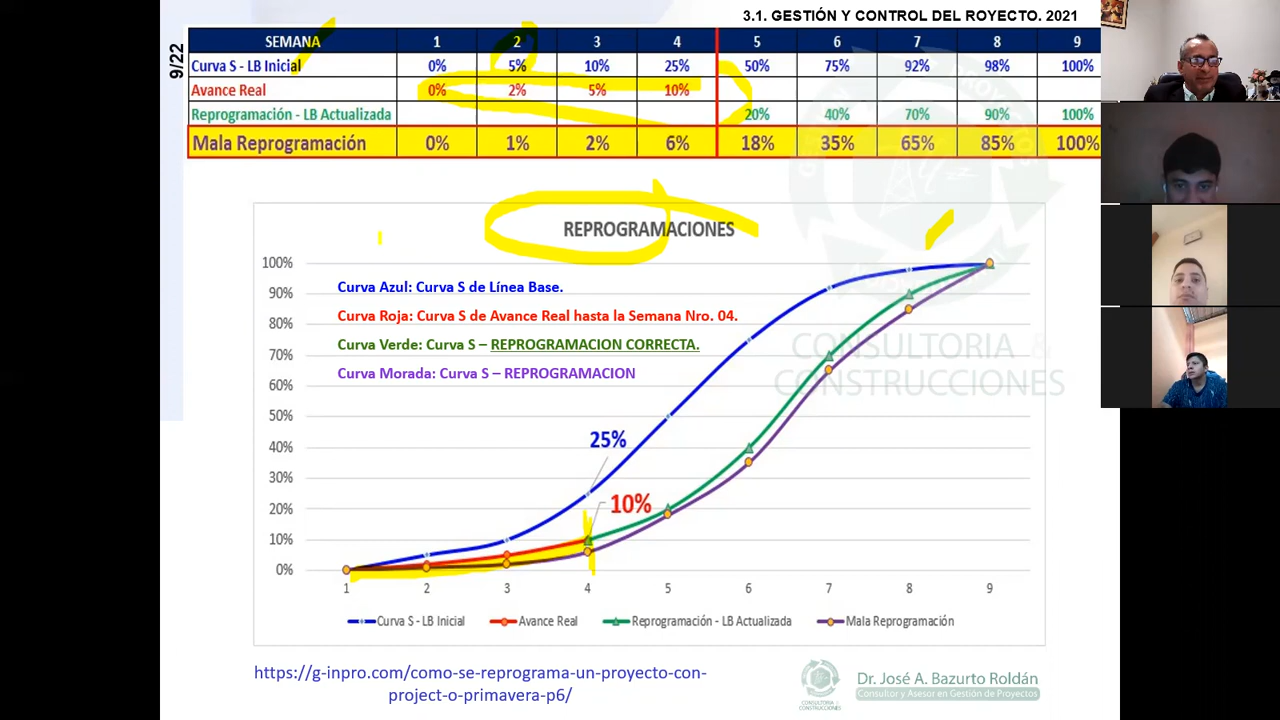 3.1. GESTIÓN Y CONTROL DEL ROYECTO. 2021
9/22
SEMANA 1 2 3 4 5 6 7 8 9
Curva S - LB Inicial 0% 5% 10% 25% 50% 75% 92% 98% 100%
Avance Real 0% 2% 5% 10%
Reprogramación - LB Actualizada 20% 40% 70% 90% 100%
Mala Reprogramación 0% 1% 2% 6% 18% 35% 65% 85% 100%
REPROGRAMACIONES
100%
90%
80%
70%
60%
50%
40%
30%
20%
10%
0%
Curva Azul: Curva S de Línea Base.
Curva Roja: Curva S de Avance Real hasta la Semana Nro. 04.
Curva Verde: Curva S – REPROGRAMACION CORRECTA.
Curva Morada: Curva S – REPROGRAMACION
CONSULTORIA &
CONSTRUCCIONES
25%
10%
1 2 3 4 5 6 7 8 9
Curva S - LB Inicial Avance Real Reprogramación - LB Actualizada Mala Reprogramación
https://g-inpro.com/como-se-reprograma-un-proyecto-con-
project-o-primavera-p6/
CONSULTORIA &
CONSTRUCCIONES
Dr. José A. Bazurto Roldán
Consultor y Asesor en Gestión de Proyectos